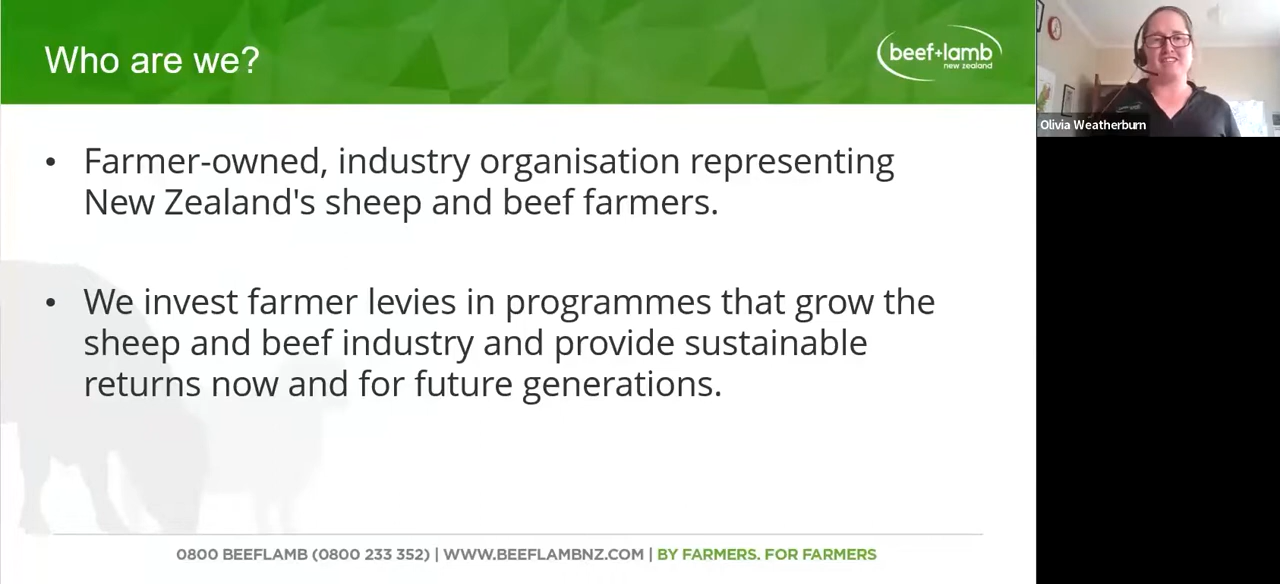 Who are we?
beef+lamb
new zealand
Olivia Weatherburn
• Farmer-owned, industry organisation representing
New Zealand's sheep and beef farmers.
• We invest farmer levies in programmes that grow the
sheep and beef industry and provide sustainable
returns now and for future generations.
0800 BEEFLAMB (0800 233 352) | WWW.BEEFLAMBNZ.COM | BY FARMERS. FOR FARMERS